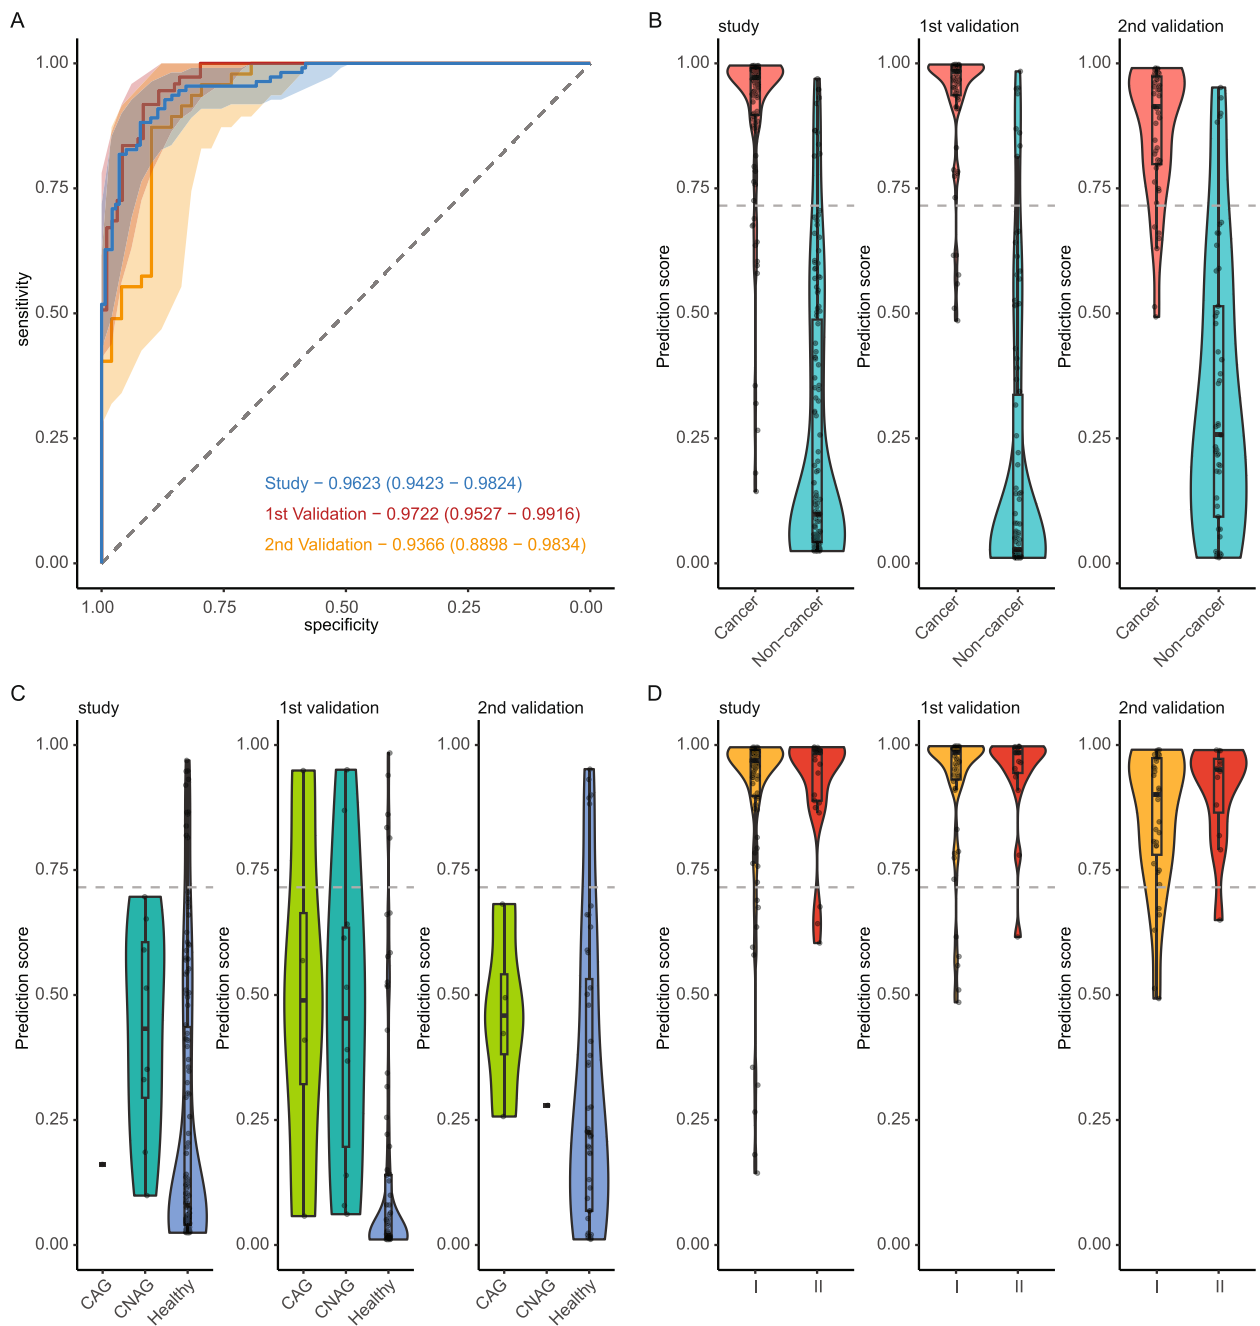 A
1.00
0.75
0.50
0.25
0.00
sensitivity
Study − 0.9623 (0.9423 − 0.9824)
1st Validation − 0.9722 (0.9527 − 0.9916)
2nd Validation − 0.9366 (0.8898 − 0.9834)
1.00
0.75
0.50
0.25
0.00
specificity
B
study
1.00
0.75
0.50
0.25
0.00
Prediction score
Cancer
Non−cancer
1st validation
1.00
0.75
0.50
0.25
0.00
Prediction score
Cancer
Non−cancer
2nd validation
1.00
0.75
0.50
0.25
0.00
Prediction score
Cancer
Non−cancer
C
study
1.00
0.75
0.50
0.25
0.00
Prediction score
CAG
CNAG
Healthy
1st validation
1.00
0.75
0.50
0.25
0.00
Prediction score
CAG
CNAG
Healthy
2nd validation
1.00
0.75
0.50
0.25
0.00
Prediction score
CAG
CNAG
Healthy
D
study
1.00
0.75
0.50
0.25
0.00
Prediction score
I
II
1st validation
1.00
0.75
0.50
0.25
0.00
Prediction score
I
II
2nd validation
1.00
0.75
0.50
0.25
0.00
Prediction score
I
II